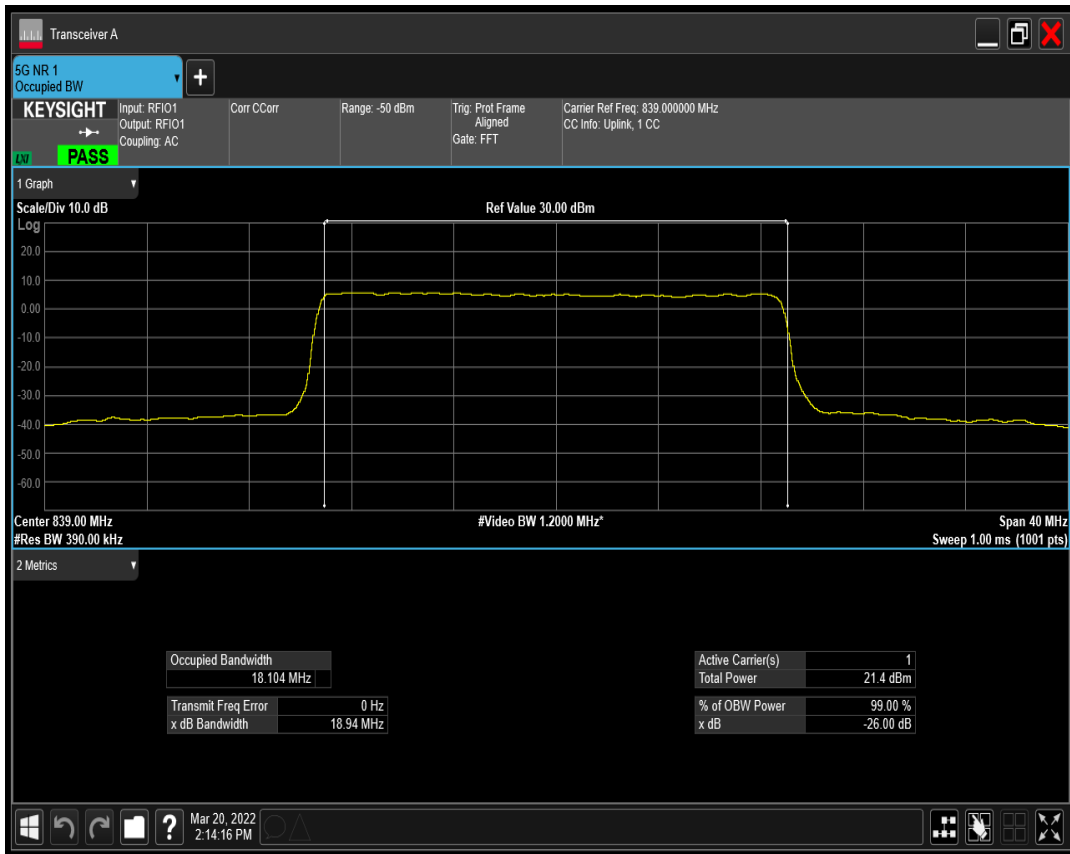 Transceiver A
5G NR 1
Occupied BW
+
KEYSIGHT
LXI
PASS
Input: RFIO1
Output: RFIO1
Coupling: AC
Corr CCorr
Range: -50 dBm
Trig: Prot Frame
Aligned
Gate: FFT
Carrier Ref Freq: 839.000000 MHz
CC Info: Uplink, 1 CC
1 Graph
Scale/Div 10.0 dB
Ref Value 30.00 dBm
Log
20.0
10.0
0.00
-10.0
-20.0
-30.0
-40.0
-50.0
-60.0
Center 839.00 MHz
#Video BW 1.2000 MHz*
Span 40 MHz
#Res BW 390.00 kHz
Sweep 1.00 ms (1001 pts)
2 Metrics
Occupied Bandwidth
18.104 MHz
Transmit Freq Error 0 Hz
x dB Bandwidth 18.94 MHz
Active Carrier(s) 1
Total Power 21.4 dBm
% of OBW Power 99.00 %
x dB -26.00 dB
?
Mar 20, 2022
2:14:16 PM